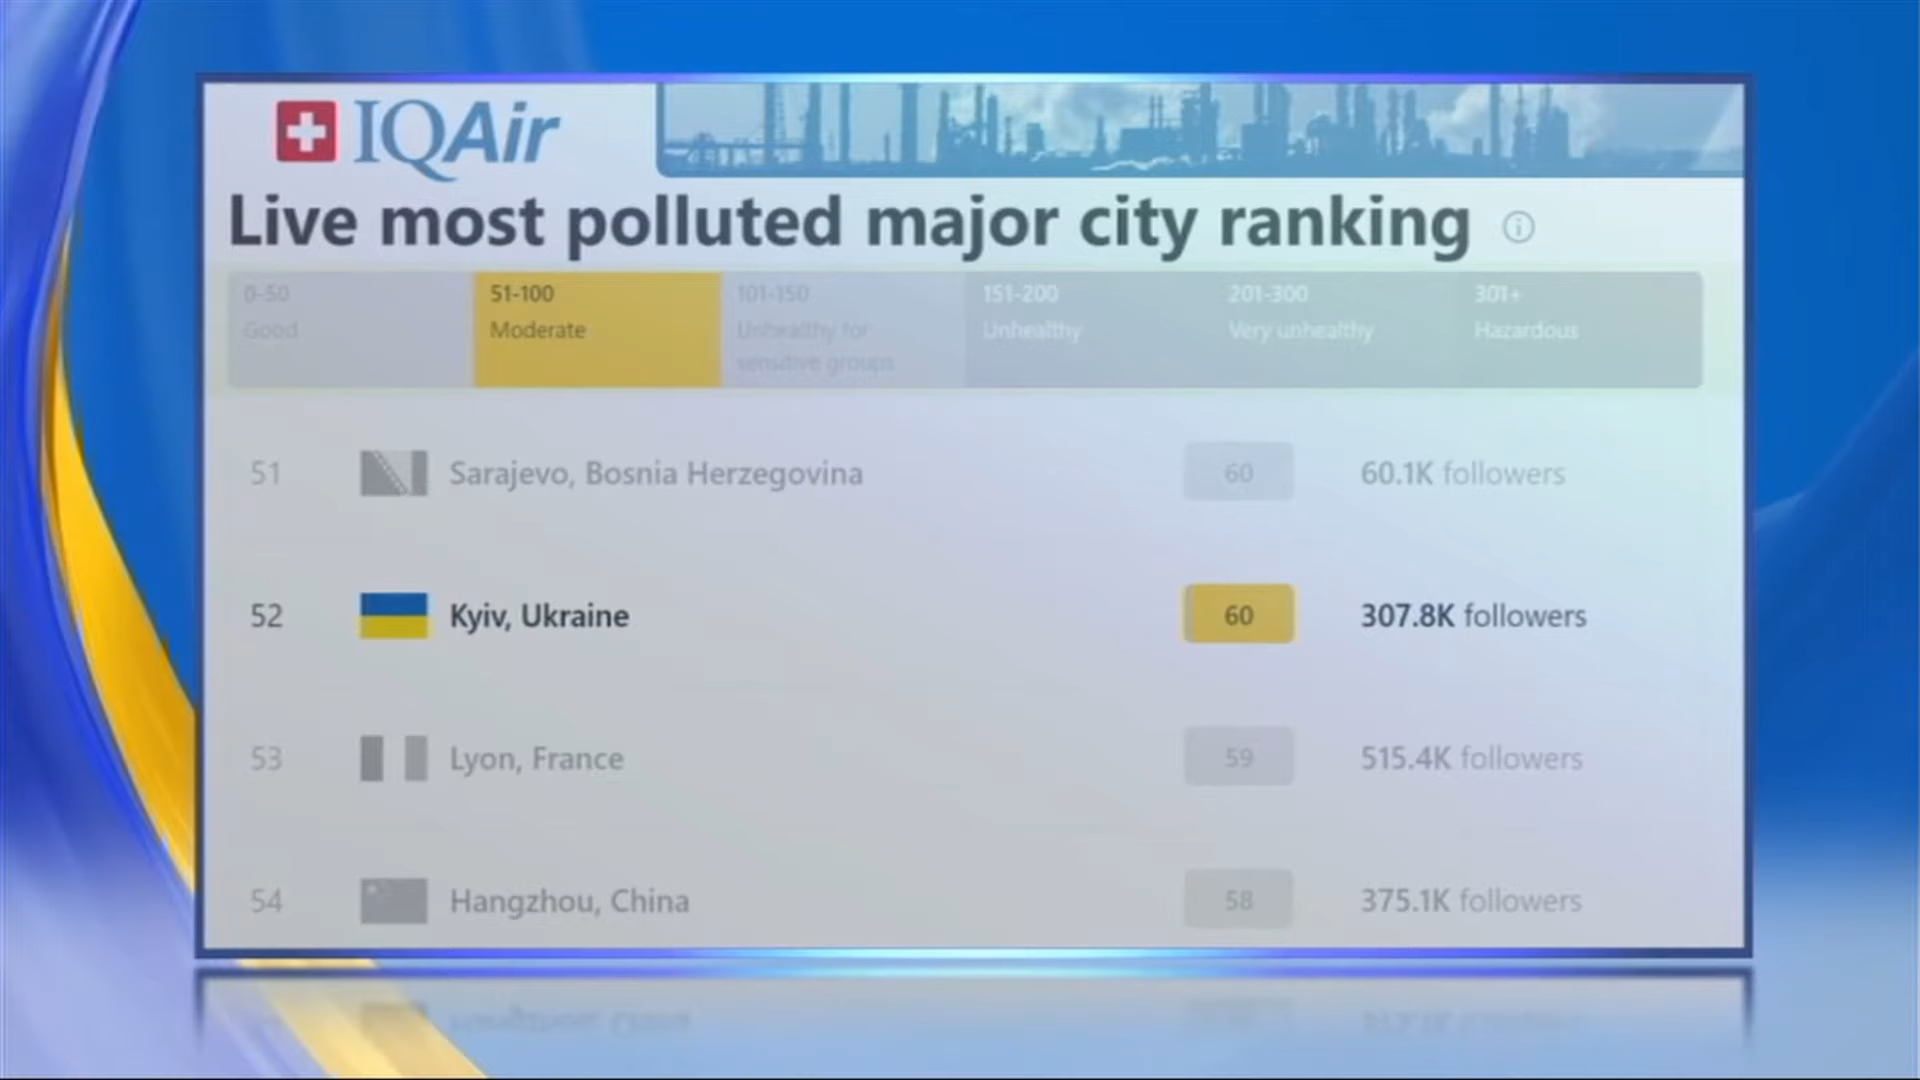 IQAir
Live most polluted major city ranking
0-50 51-100 101-150 151-200 201-300 301+
Good Moderate Unhealthy for Unhealthy Very unhealthy Hazardous
sensitive groups
51 Sarajevo, Bosnia Herzegovina 60 60.1K followers
52 Kyiv, Ukraine 60 307.8K followers
53 Lyon, France 59 515.4K followers
54 Hangzhou, China 58 375.1K followers